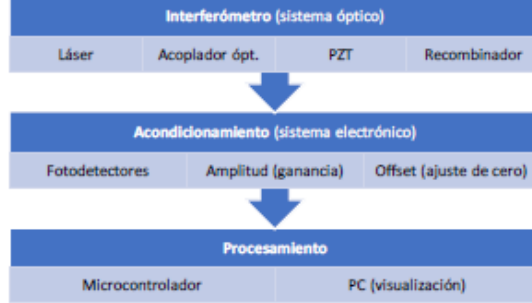 Interferómetro (sistema óptico)
Láser Acoplador ópt. PZT Recombinador
Acondicionamiento (sistema electrónico)
Fotodetectores Amplitud (ganancia) Offset (ajuste de cero)
Procesamiento
Microcontrolador PC (visualización)